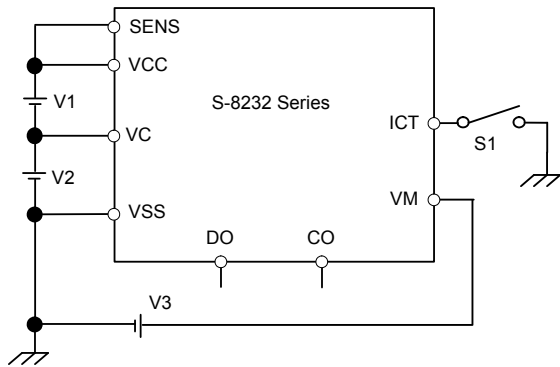 SENS
VCC
V1
S-8232 Series
ICT
VC
S1
V2
VM
VSS
DO
CO
V3